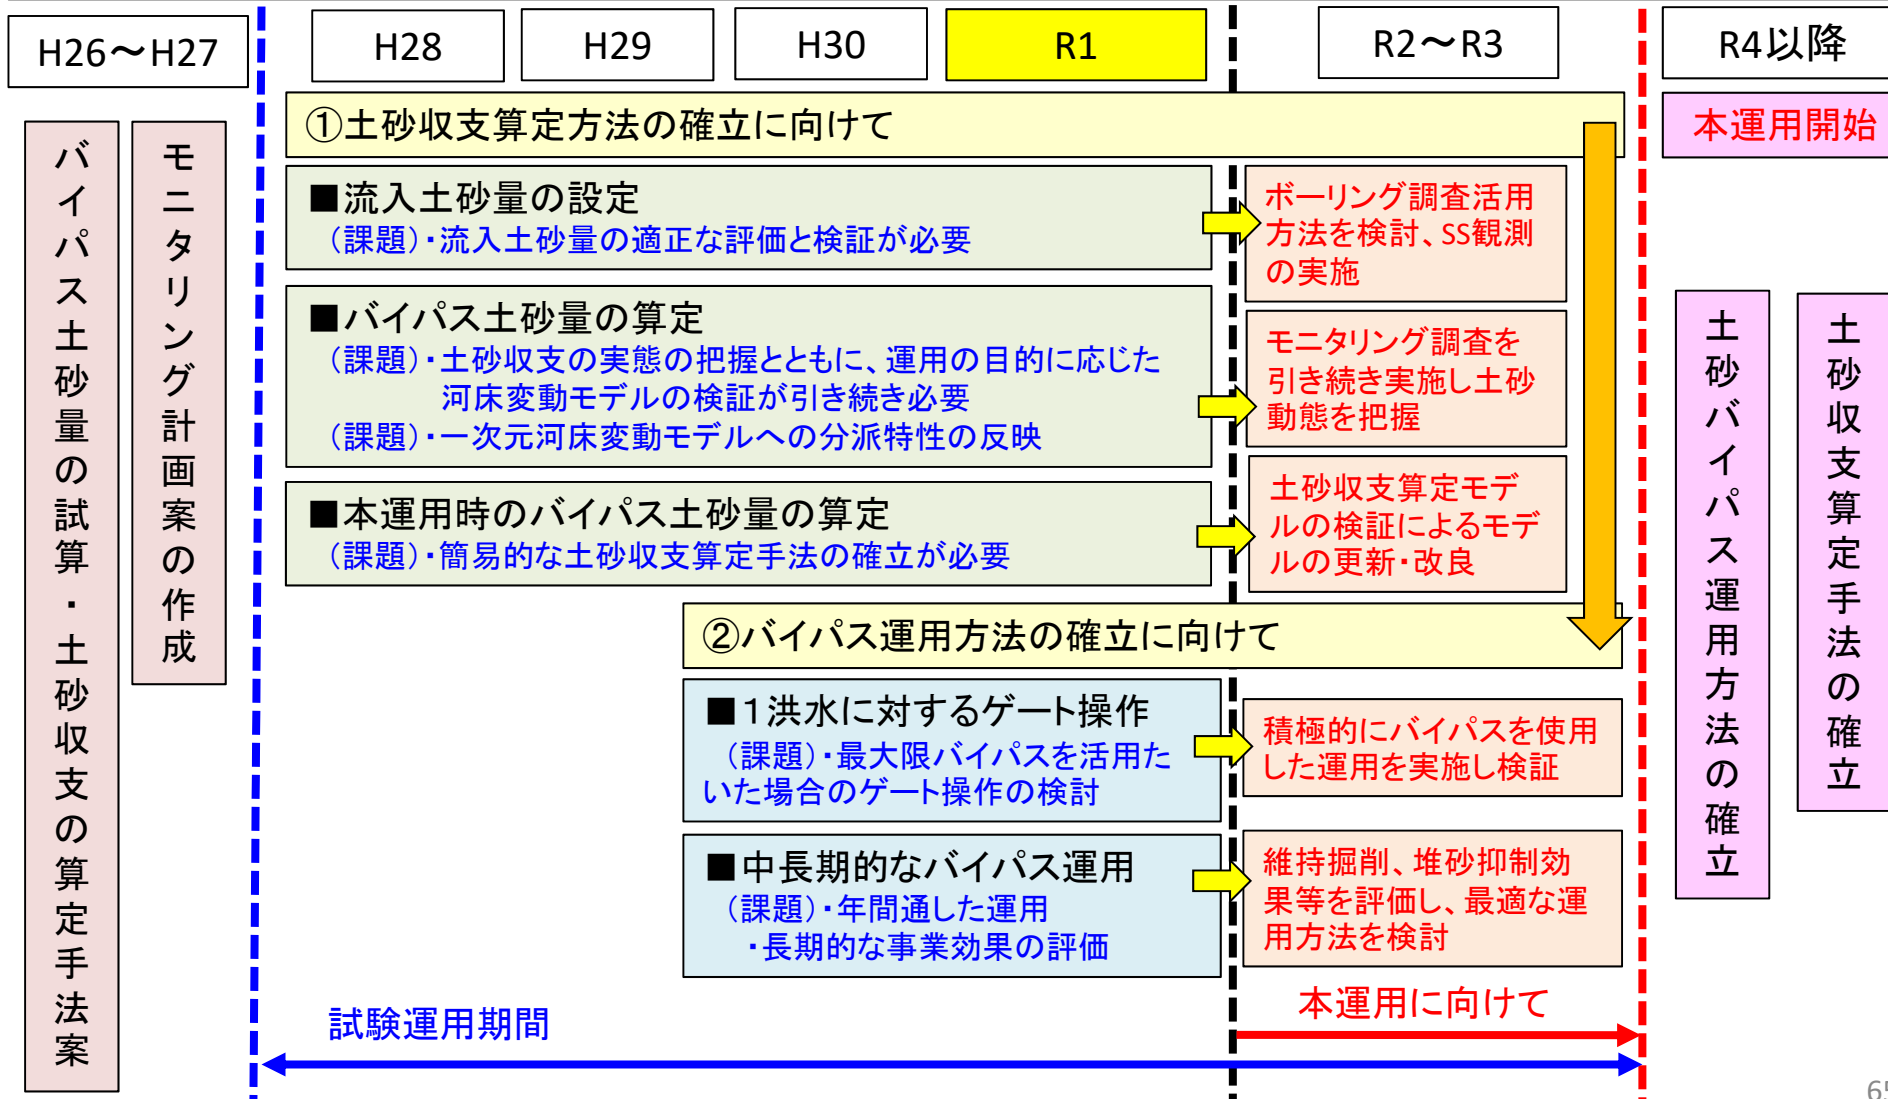 H26～H27
H28
H29
H30
R1
R2～R3
R4以降
バイパス土砂量の試算・土砂収支の算定手法案
モニタリング計画案の作成
①土砂収支算定方法の確立に向けて
■流入土砂量の設定
（課題）・流入土砂量の適正な評価と検証が必要
ボーリング調査活用
方法を検討、SS観測
の実施
■バイパス土砂量の算定
（課題）・土砂収支の実態の把握とともに、運用の目的に応じた
河床変動モデルの検証が引き続き必要
（課題）・一次元河床変動モデルへの分派特性の反映
モニタリング調査を
引き続き実施し土砂
動態を把握
■本運用時のバイパス土砂量の算定
（課題）・簡易的な土砂収支算定手法の確立が必要
土砂収支算定モデ
ルの検証によるモデ
ルの更新・改良
②バイパス運用方法の確立に向けて
■１洪水に対するゲート操作
（課題）・最大限バイパスを活用た
いた場合のゲート操作の検討
積極的にバイパスを使用
した運用を実施し検証
■中長期的なバイパス運用
（課題）・年間通した運用
・長期的な事業効果の評価
維持掘削、堆砂抑制効
果等を評価し、最適な運
用方法を検討
本運用開始
土砂バイパス運用方法の確立
土砂収支算定手法の確立
試験運用期間
本運用に向けて
65